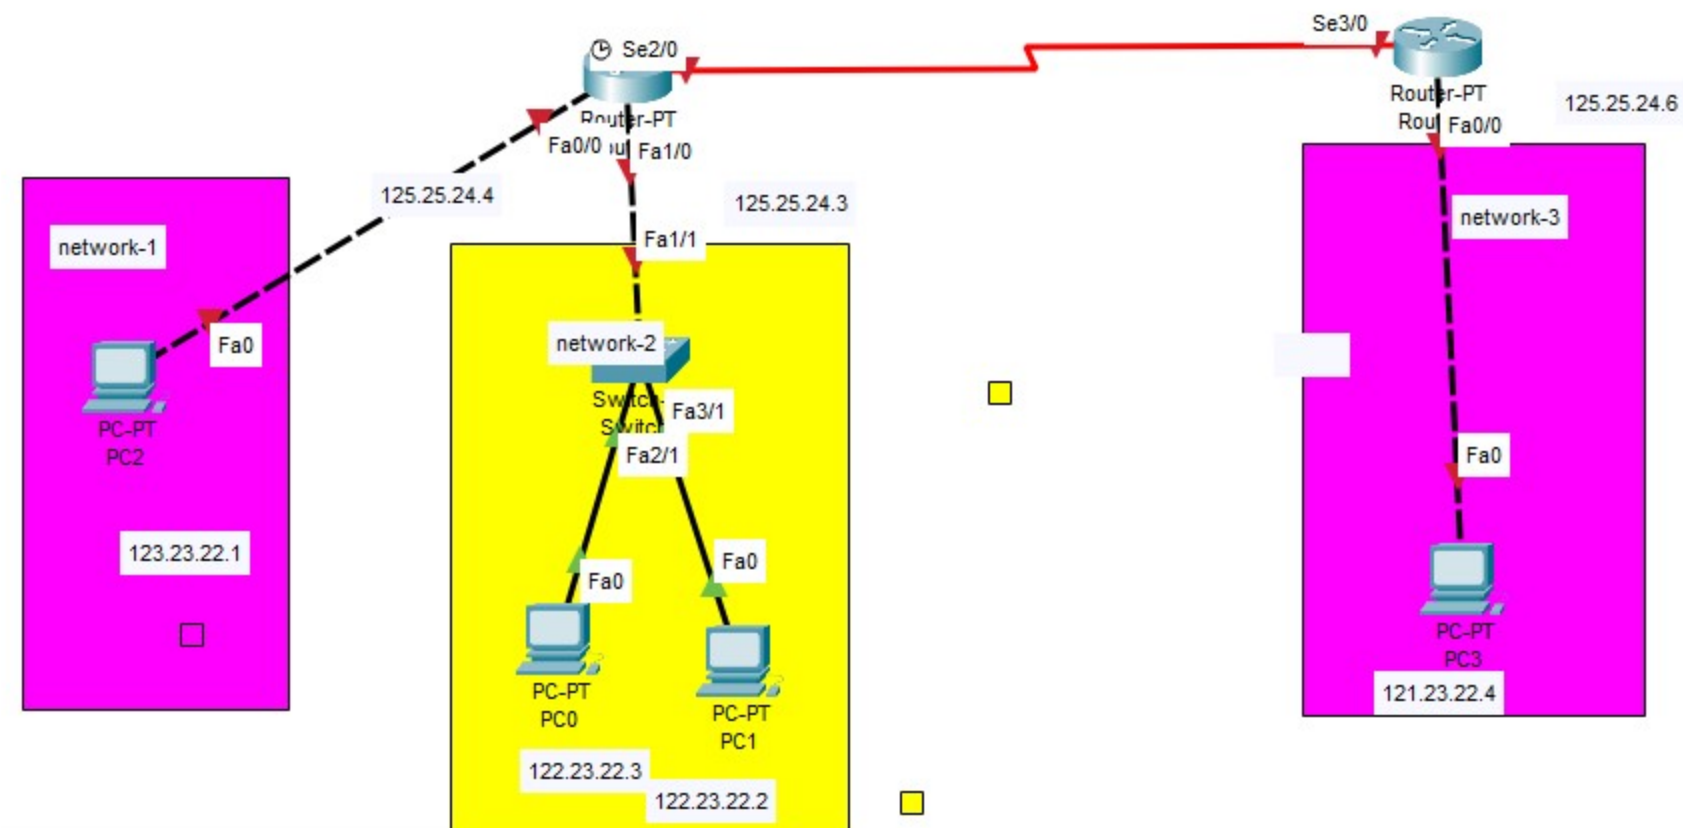 Se2/0
Se3/0
Router-PT
Fa0/0
Fa1/0
Router-PT
Rou
Fa0/0
125.25.24.6
125.25.24.4
125.25.24.3
network-1
Fa1/1
network-3
Fa0
network-2
Switch
Switch
Fa3/1
Fa2/1
PC-PT
PC2
Fa0
123.23.22.1
Fa0
Fa0
PC-PT
PC0
PC-PT
PC1
PC-PT
PC3
121.23.22.4
122.23.22.3
122.23.22.2